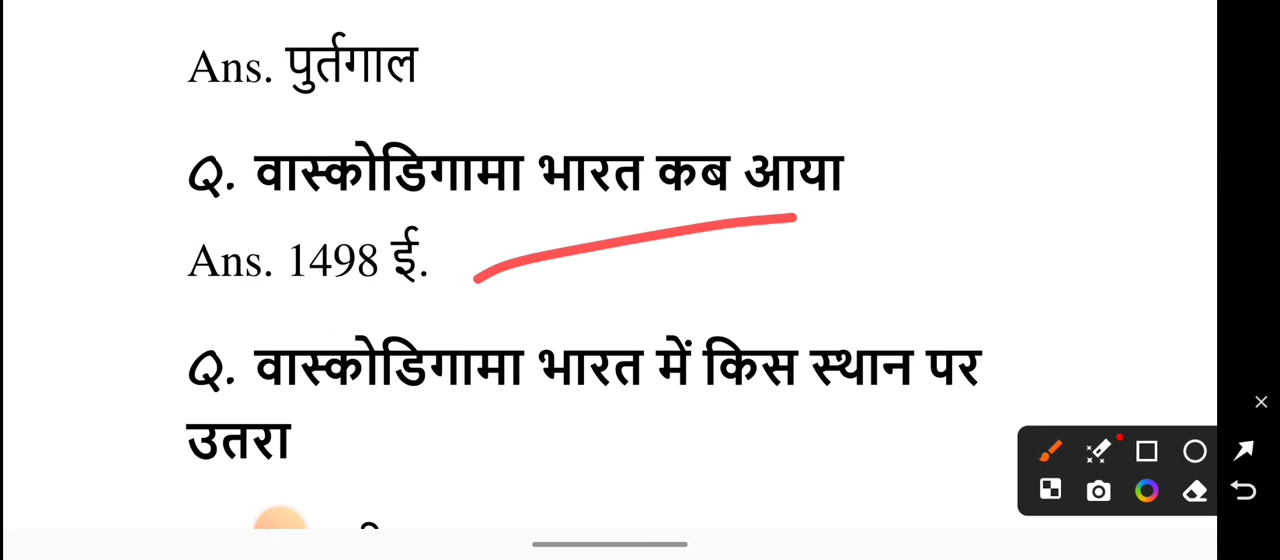 Ans. पुर्तगाल
Q. वास्कोडिगामा भारत कब आया
Ans. 1498 ई.
Q. वास्कोडिगामा भारत में किस स्थान पर
उतरा